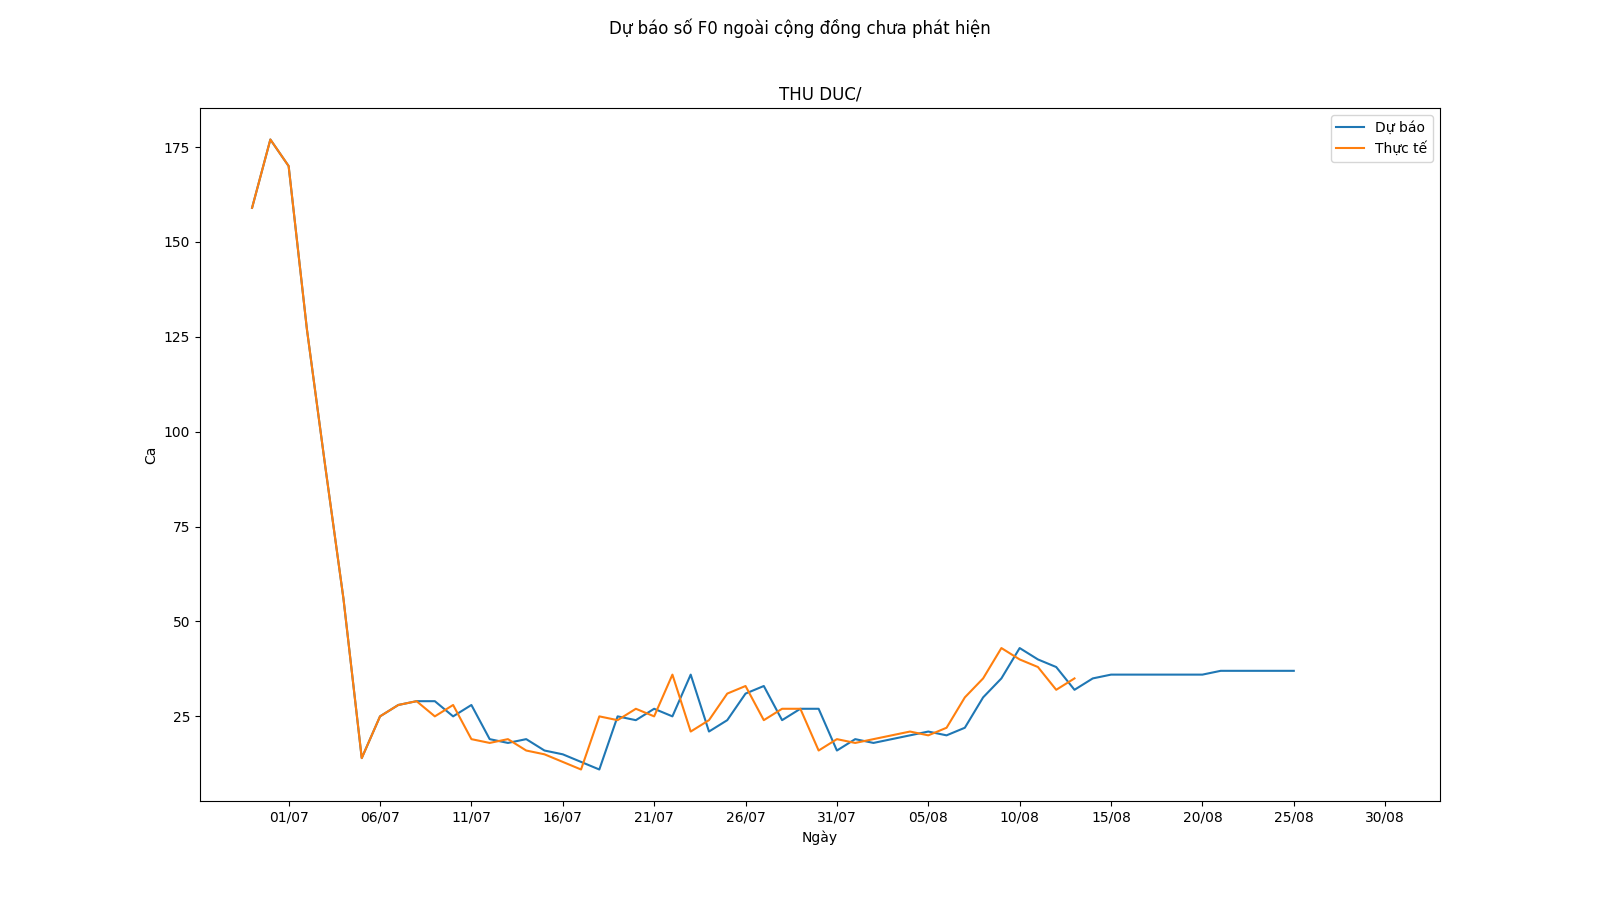 Dự báo số F0 ngoài cộng đồng chưa phát hiện
THU DUC/
Dự báo
Thực tế
175
150
125
100
75
50
25
Ca
01/07 06/07 11/07 16/07 21/07 26/07 31/07 05/08 10/08 15/08 20/08 25/08 30/08
Ngày